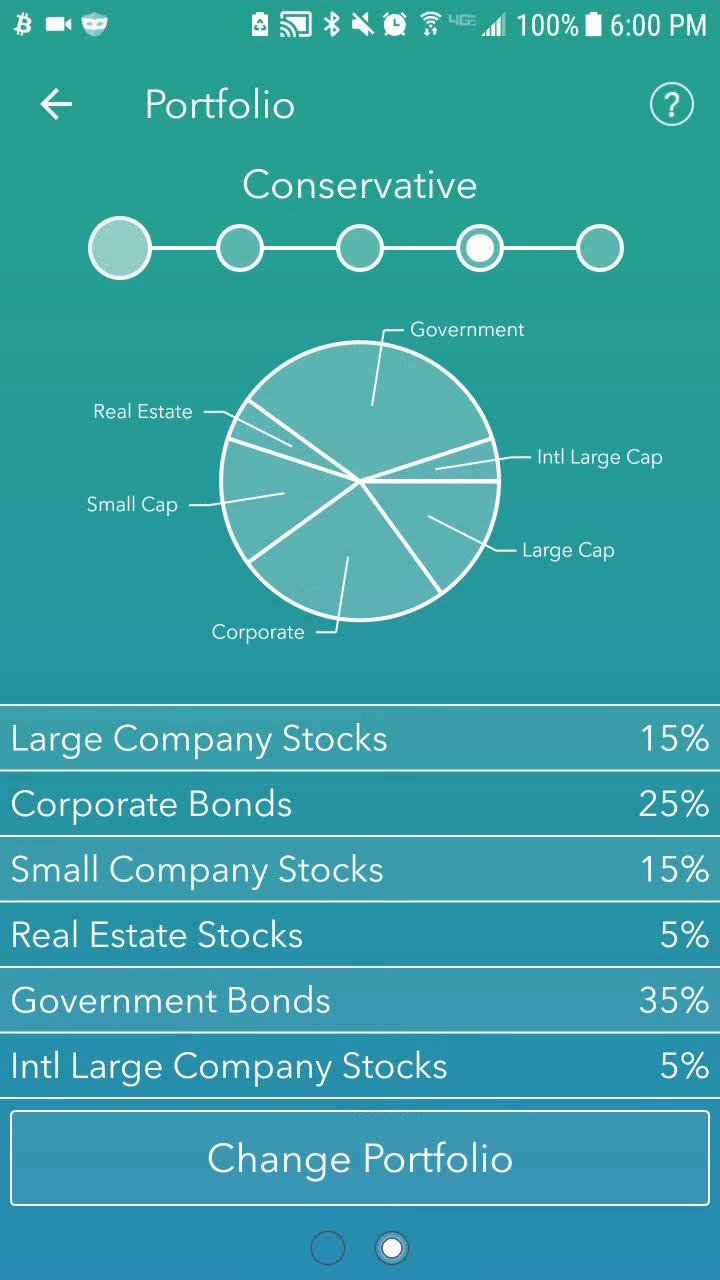 4GE 100% 6:00 PM
Portfolio ?
Conservative
Government
Real Estate
Intl Large Cap
Small Cap
Large Cap
Corporate
Large Company Stocks 15%
Corporate Bonds 25%
Small Company Stocks 15%
Real Estate Stocks 5%
Government Bonds 35%
Intl Large Company Stocks 5%
Change Portfolio